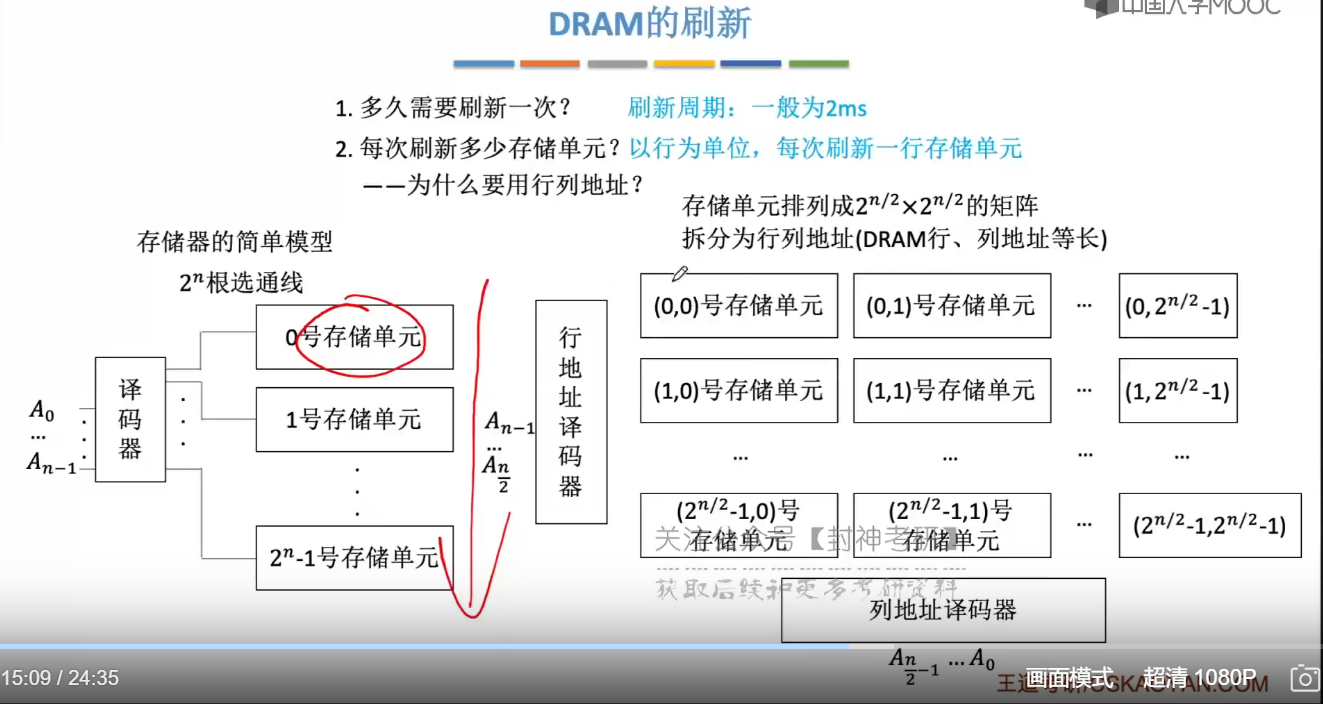 中国大学MOOC
DRAM的刷新
1. 多久需要刷新一次？ 刷新周期：一般为2ms
2. 每次刷新多少存储单元？以行为单位，每次刷新一行存储单元
——为什么要用行列地址？
存储单元排列成2^{n/2}×2^{n/2}的矩阵
拆分为行列地址(DRAM行、列地址等长)
存储器的简单模型
2^n根选通线
译码器
A_0
...
A_{n-1}
0号存储单元
1号存储单元
2^n-1号存储单元
行地址译码器
A_{n-1}
...
A_{n/2}
(0,0)号存储单元 (0,1)号存储单元 ... (0, 2^{n/2}-1)
(1,0)号存储单元 (1,1)号存储单元 ... (1, 2^{n/2}-1)
... ... ... ...
(2^{n/2}-1,0)号存储单元 (2^{n/2}-1,1)号存储单元 ... (2^{n/2}-1,2^{n/2}-1)
关注公众号【封神考研】
获取后续和更多考研资料
列地址译码器
A_{n/2-1} ... A_0
15:09 / 24:35
画面模式 超清 1080P